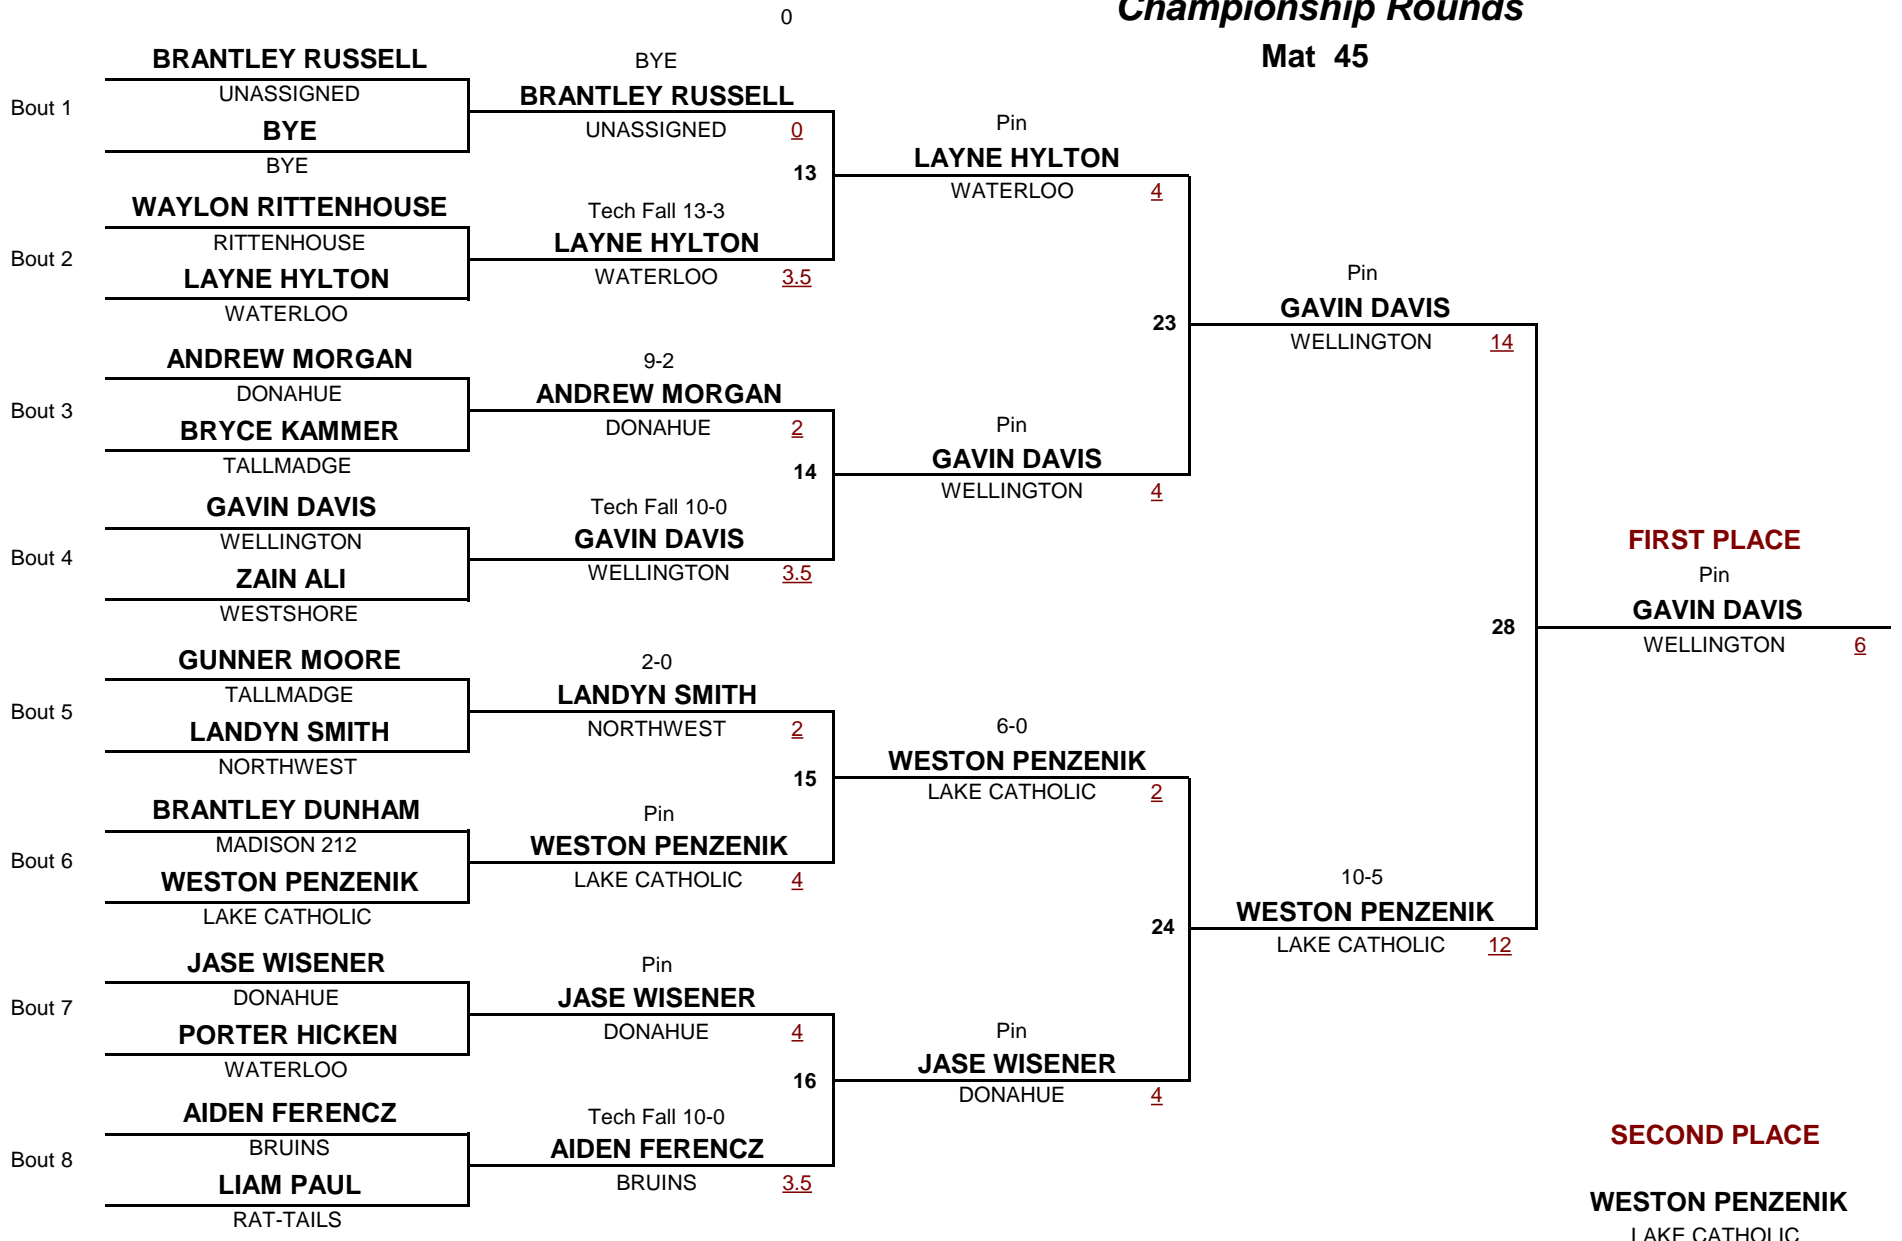 Championship Rounds
0
Mat 45
BRANTLEY RUSSELL
UNASSIGNED
Bout 1
BYE
BYE
WAYLON RITTENHOUSE
RITTENHOUSE
Bout 2
LAYNE HYLTON
WATERLOO
ANDREW MORGAN
DONAHUE
Bout 3
BRYCE KAMMER
TALLMADGE
GAVIN DAVIS
WELLINGTON
Bout 4
ZAIN ALI
WESTSHORE
GUNNER MOORE
TALLMADGE
Bout 5
LANDYN SMITH
NORTHWEST
BRANTLEY DUNHAM
MADISON 212
Bout 6
WESTON PENZENIK
LAKE CATHOLIC
JASE WISENER
DONAHUE
Bout 7
PORTER HICKEN
WATERLOO
AIDEN FERENCZ
BRUINS
Bout 8
LIAM PAUL
RAT-TAILS
BYE
BRANTLEY RUSSELL
UNASSIGNED 0
13
Tech Fall 13-3
LAYNE HYLTON
WATERLOO 3.5
9-2
ANDREW MORGAN
DONAHUE 2
14
Tech Fall 10-0
GAVIN DAVIS
WELLINGTON 3.5
2-0
LANDYN SMITH
NORTHWEST 2
15
Pin
WESTON PENZENIK
LAKE CATHOLIC 4
Pin
JASE WISENER
DONAHUE 4
16
Tech Fall 10-0
AIDEN FERENCZ
BRUINS 3.5
Pin
LAYNE HYLTON
WATERLOO 4
23
Pin
GAVIN DAVIS
WELLINGTON 4
6-0
WESTON PENZENIK
LAKE CATHOLIC 2
24
Pin
JASE WISENER
DONAHUE 4
Pin
GAVIN DAVIS
WELLINGTON 14
28
10-5
WESTON PENZENIK
LAKE CATHOLIC 12
FIRST PLACE
Pin
GAVIN DAVIS
WELLINGTON 6
SECOND PLACE
WESTON PENZENIK
LAKE CATHOLIC